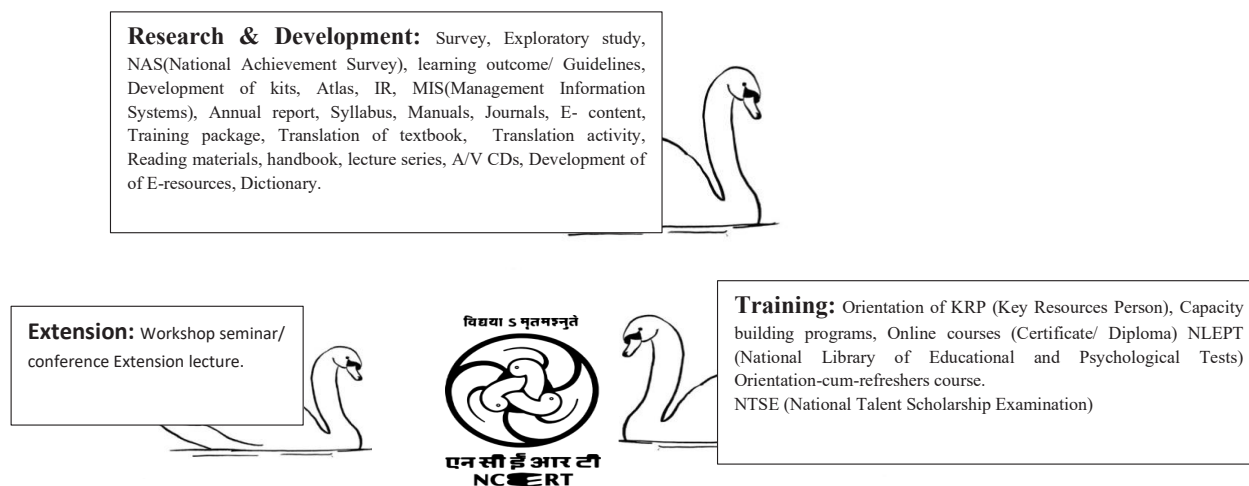 Research & Development: Survey, Exploratory study,
NAS(National Achievement Survey), learning outcome/ Guidelines,
Development of kits, Atlas, IR, MIS(Management Information
Systems), Annual report, Syllabus, Manuals, Journals, E- content,
Training package, Translation of textbook, Translation activity,
Reading materials, handbook, lecture series, A/V CDs, Development of
of E-resources, Dictionary.
Extension: Workshop seminar/
conference Extension lecture.
विद्यया ऽ मृतमश्नुते
एन सी ई आर टी
NCERT
Training: Orientation of KRP (Key Resources Person), Capacity
building programs, Online courses (Certificate/ Diploma) NLEPT
(National Library of Educational and Psychological Tests)
Orientation-cum-refreshers course.
NTSE (National Talent Scholarship Examination)